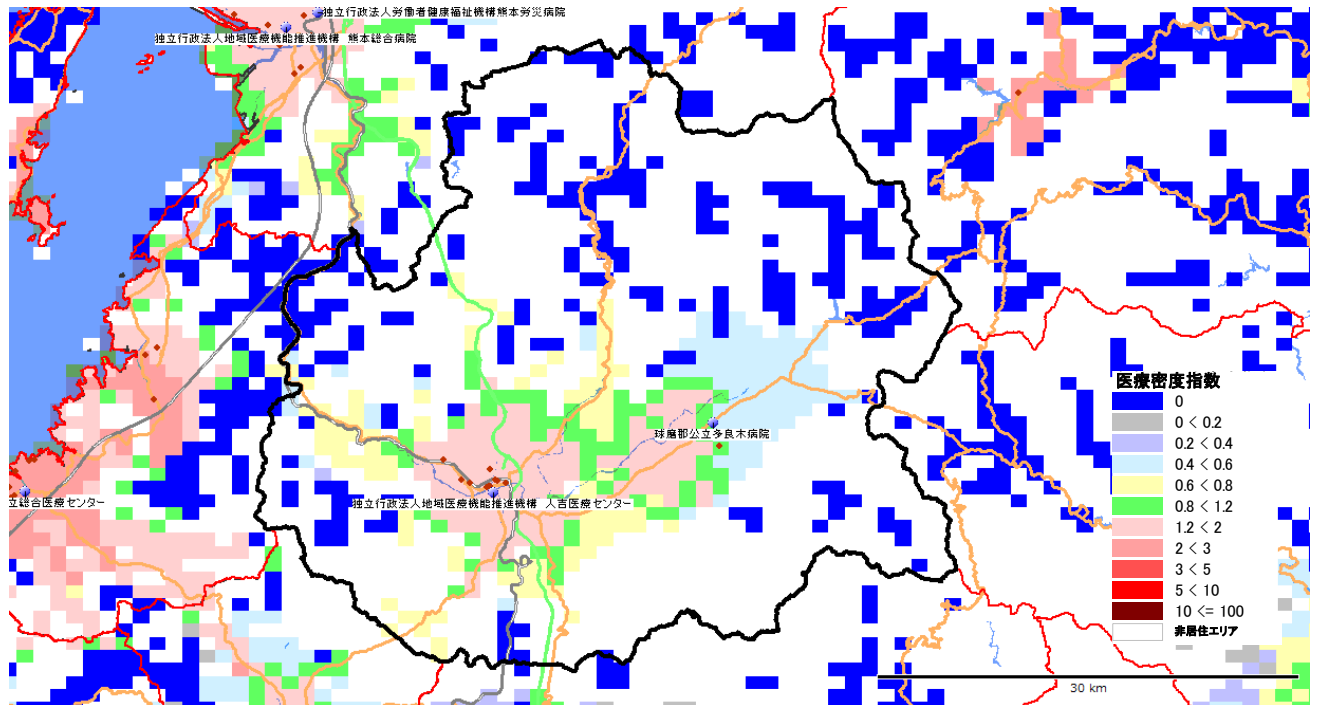 独立行政法人労働者健康福祉機構熊本労災病院
独立行政法人地域医療機能推進機構 熊本総合病院
球磨郡公立多良木病院
立総合医療センター
独立行政法人地域医療機能推進機構 人吉医療センター
医療密度指数
0
0 < 0.2
0.2 < 0.4
0.4 < 0.6
0.6 < 0.8
0.8 < 1.2
1.2 < 2
2 < 3
3 < 5
5 < 10
10 <= 100
非居住エリア
30 km